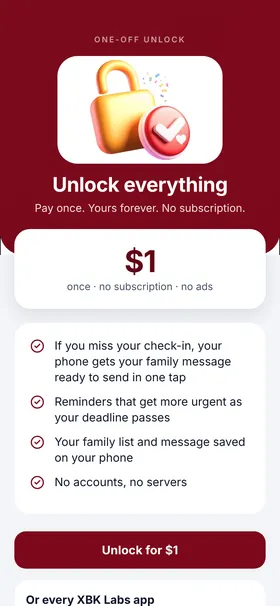 ONE-OFF UNLOCK
Unlock everything
Pay once. Yours forever. No subscription.
$1
once · no subscription · no ads
If you miss your check-in, your
phone gets your family message
ready to send in one tap
Reminders that get more urgent as
your deadline passes
Your family list and message saved
on your phone
No accounts, no servers
Unlock for $1
Or every XBK Labs app